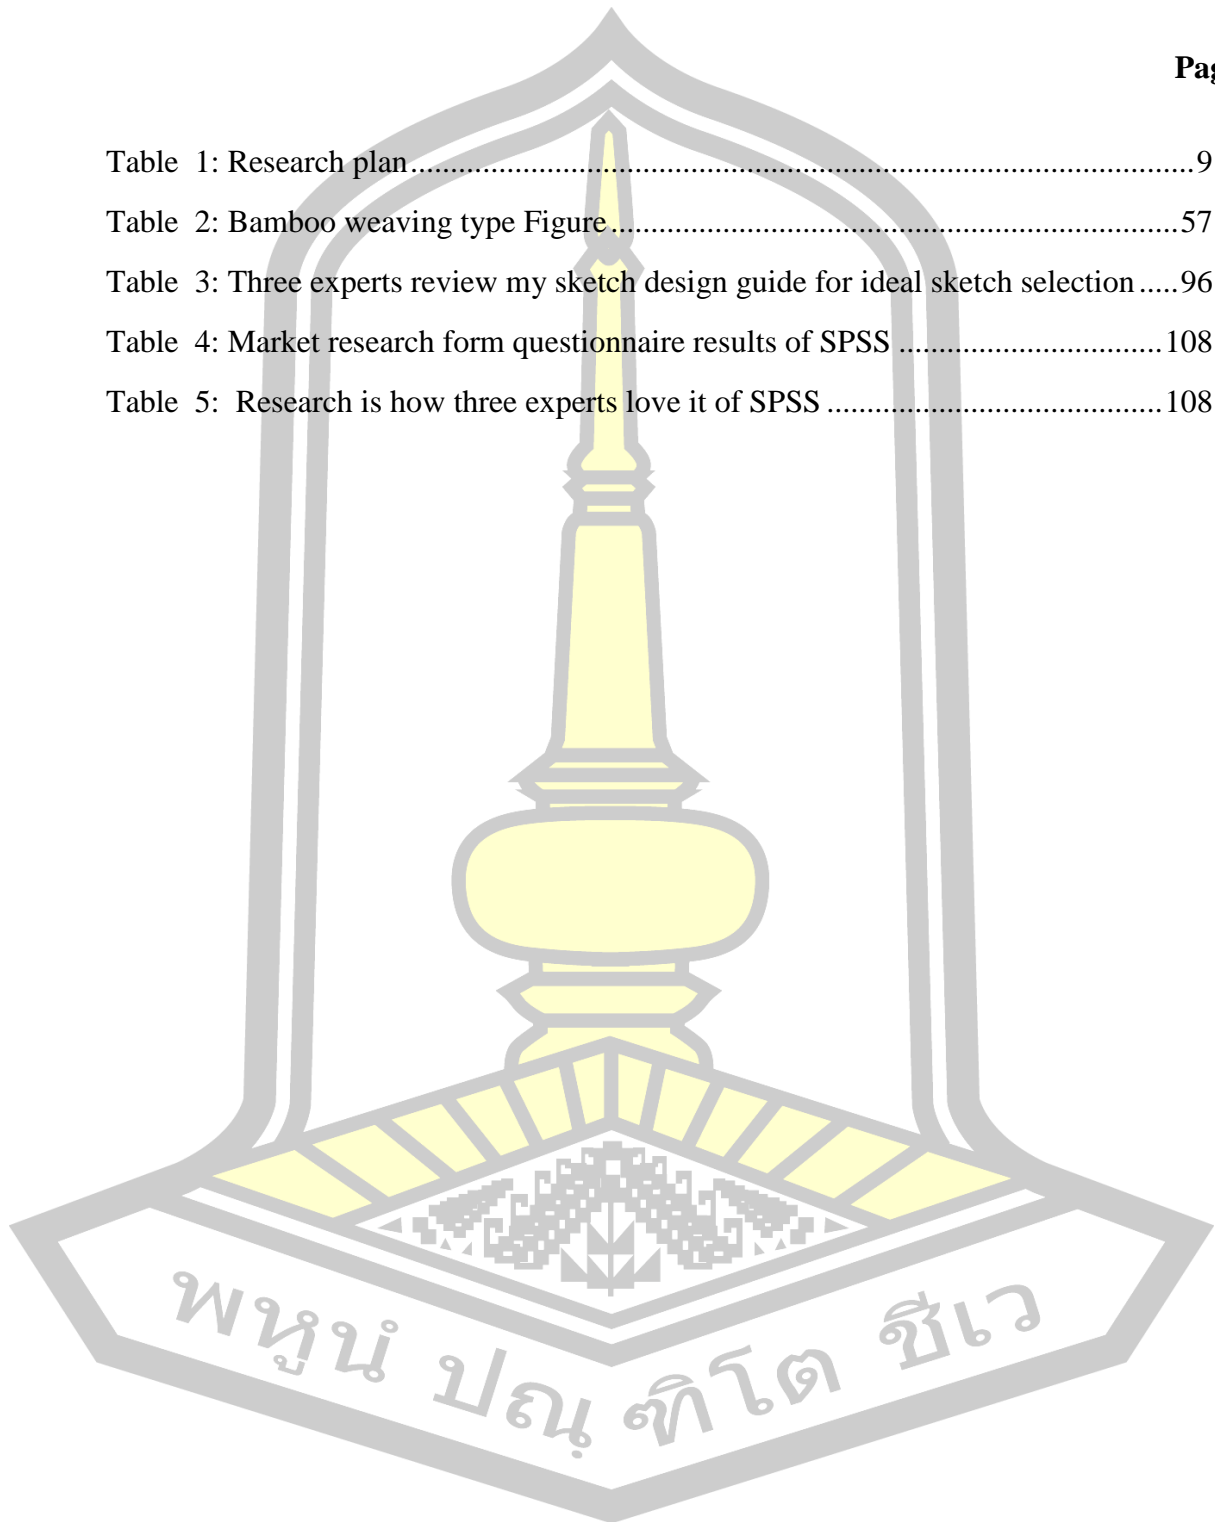 Pag
Table 1: Research plan....................................................................................................9
Table 2: Bamboo weaving type Figure.........................................................................57
Table 3: Three experts review my sketch design guide for ideal sketch selection.....96
Table 4: Market research form questionnaire results of SPSS..................................108
Table 5: Research is how three experts love it of SPSS...........................................108
พหูนํ ปณฺฑิโต ชีเว